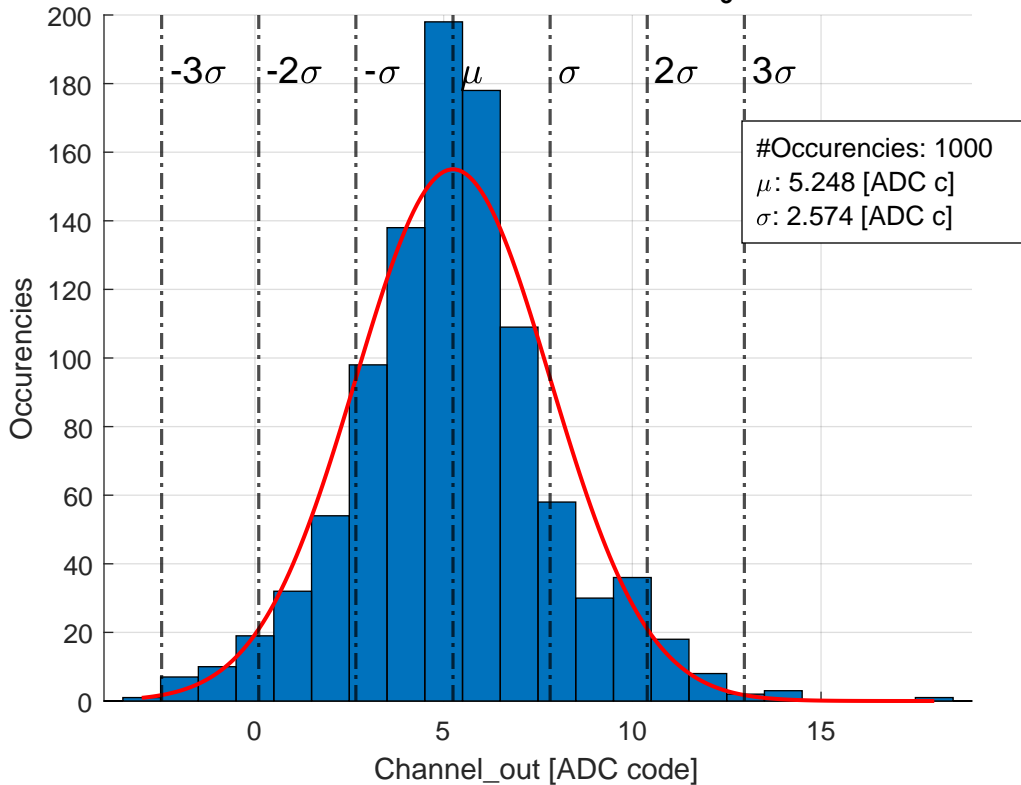 -3σ -2σ -σ μ σ 2σ 3σ
#Occurencies: 1000
μ: 5.248 [ADC c]
σ: 2.574 [ADC c]
Occurencies
200
180
160
140
120
100
80
60
40
20
0
0 5 10 15
Channel_out [ADC code]